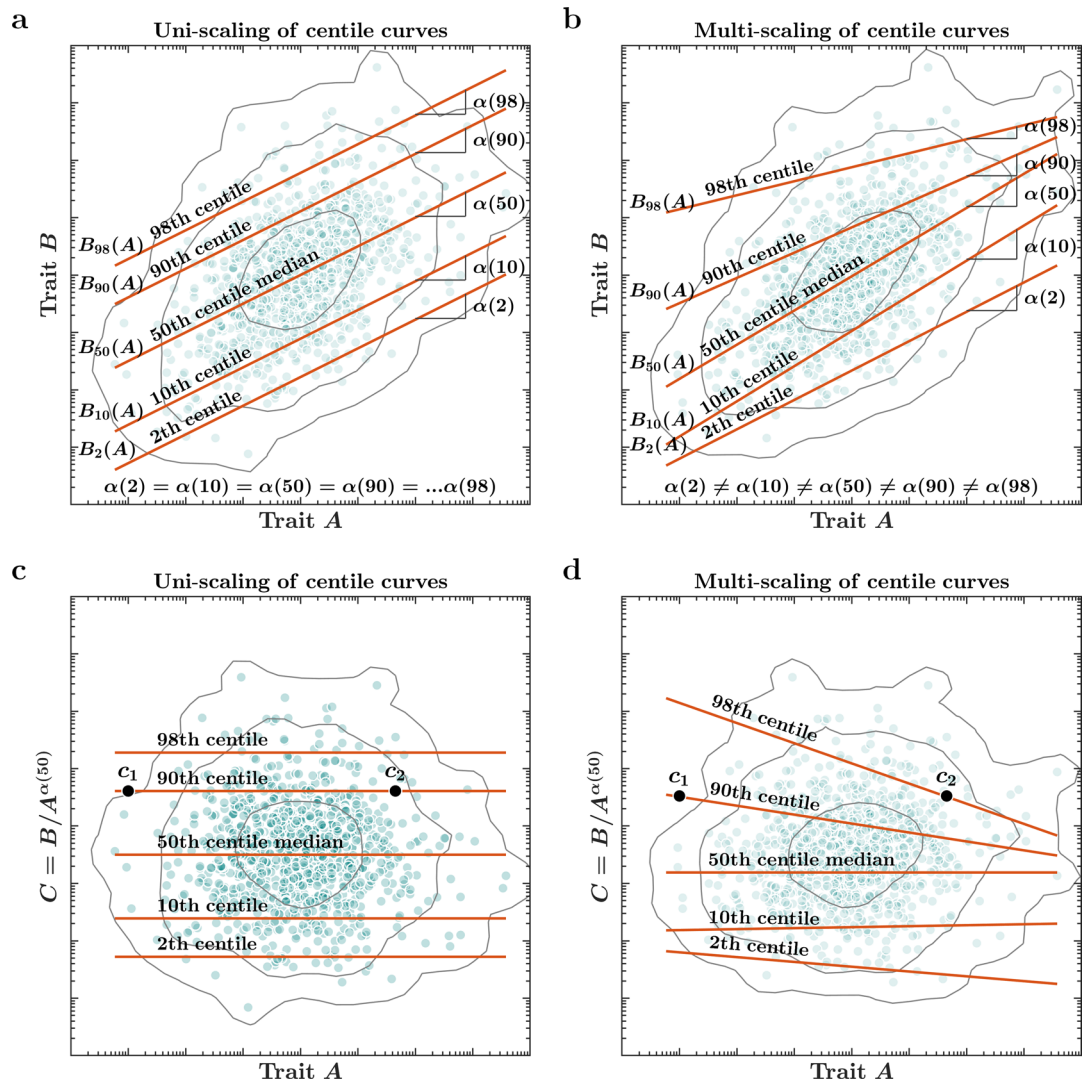 a
Uni-scaling of centile curves
Trait B
B₉₈(A)
98th centile
α(98)
B₉₀(A)
90th centile
α(90)
B₅₀(A)
50th centile median
α(50)
B₁₀(A)
10th centile
α(10)
B₂(A)
2th centile
α(2)
α(2) = α(10) = α(50) = α(90) = ...α(98)
Trait A
b
Multi-scaling of centile curves
Trait B
B₉₈(A)
98th centile
α(98)
B₉₀(A)
90th centile
α(90)
B₅₀(A)
50th centile median
α(50)
B₁₀(A)
10th centile
α(10)
B₂(A)
2th centile
α(2)
α(2) ≠ α(10) ≠ α(50) ≠ α(90) ≠ α(98)
Trait A
c
Uni-scaling of centile curves
C = B/A^α(50)
98th centile
c₁
90th centile
c₂
50th centile median
10th centile
2th centile
Trait A
d
Multi-scaling of centile curves
C = B/A^α(50)
98th centile
c₁
90th centile
c₂
50th centile median
10th centile
2th centile
Trait A